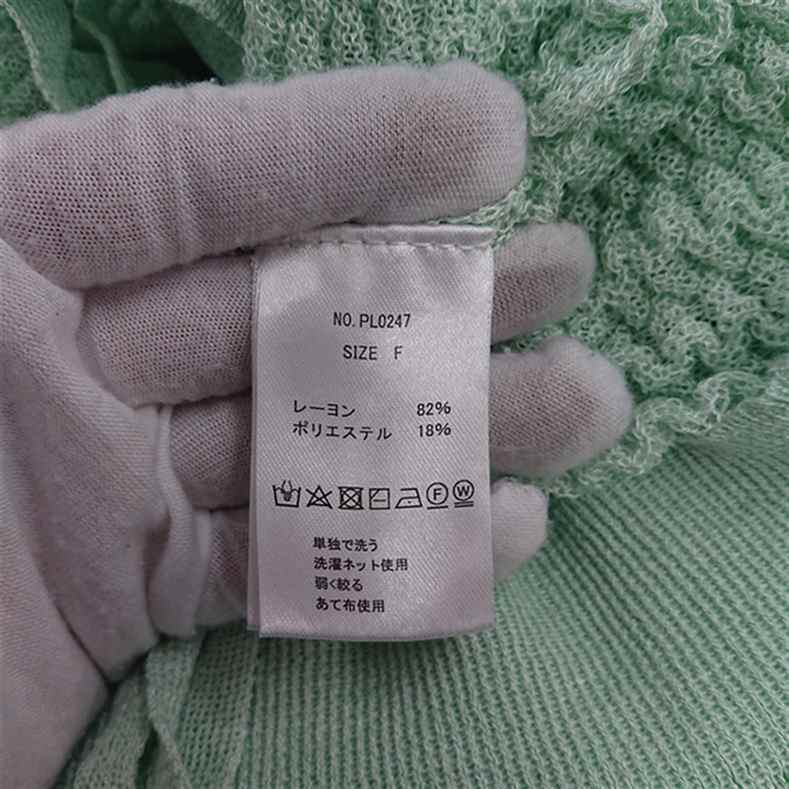 NO.PL0247
SIZE F
レーヨン 82%
ポリエステル 18%
F W
単独で洗う
洗濯ネット使用
弱く絞る
あて布使用